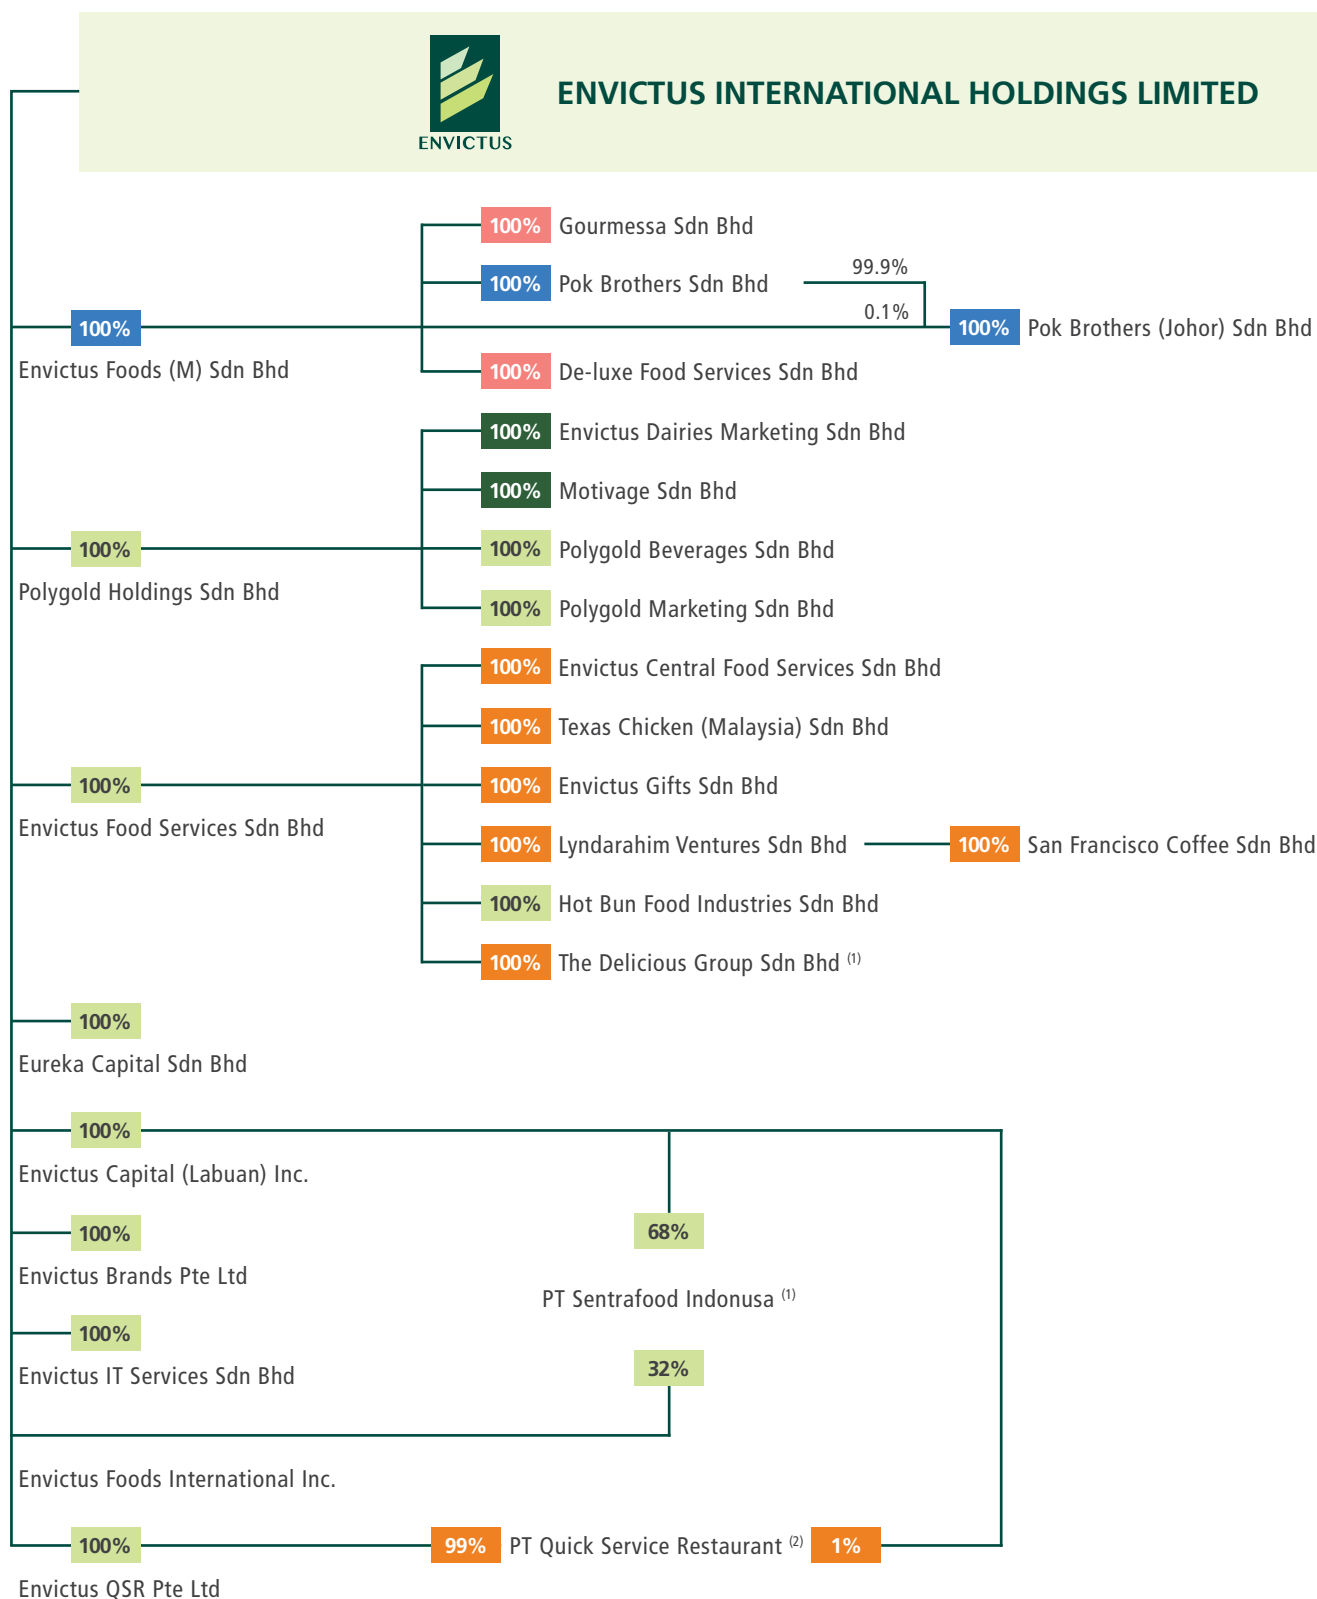 ENVICTUS
ENVICTUS INTERNATIONAL HOLDINGS LIMITED
100% Gourmessa Sdn Bhd
100% Pok Brothers Sdn Bhd 99.9%
0.1%
100%
100% Pok Brothers (Johor) Sdn Bhd
Envictus Foods (M) Sdn Bhd
100% De-luxe Food Services Sdn Bhd
100% Envictus Dairies Marketing Sdn Bhd
100% Motivage Sdn Bhd
100%
100% Polygold Beverages Sdn Bhd
Polygold Holdings Sdn Bhd
100% Polygold Marketing Sdn Bhd
100% Envictus Central Food Services Sdn Bhd
100% Texas Chicken (Malaysia) Sdn Bhd
100%
100% Envictus Gifts Sdn Bhd
Envictus Food Services Sdn Bhd
100% Lyndarahim Ventures Sdn Bhd
100% San Francisco Coffee Sdn Bhd
100% Hot Bun Food Industries Sdn Bhd
100% The Delicious Group Sdn Bhd (1)
100%
Eureka Capital Sdn Bhd
100%
Envictus Capital (Labuan) Inc.
100%
68%
Envictus Brands Pte Ltd
PT Sentrafood Indonusa (1)
100%
32%
Envictus IT Services Sdn Bhd
Envictus Foods International Inc.
100%
99% PT Quick Service Restaurant (2) 1%
Envictus QSR Pte Ltd